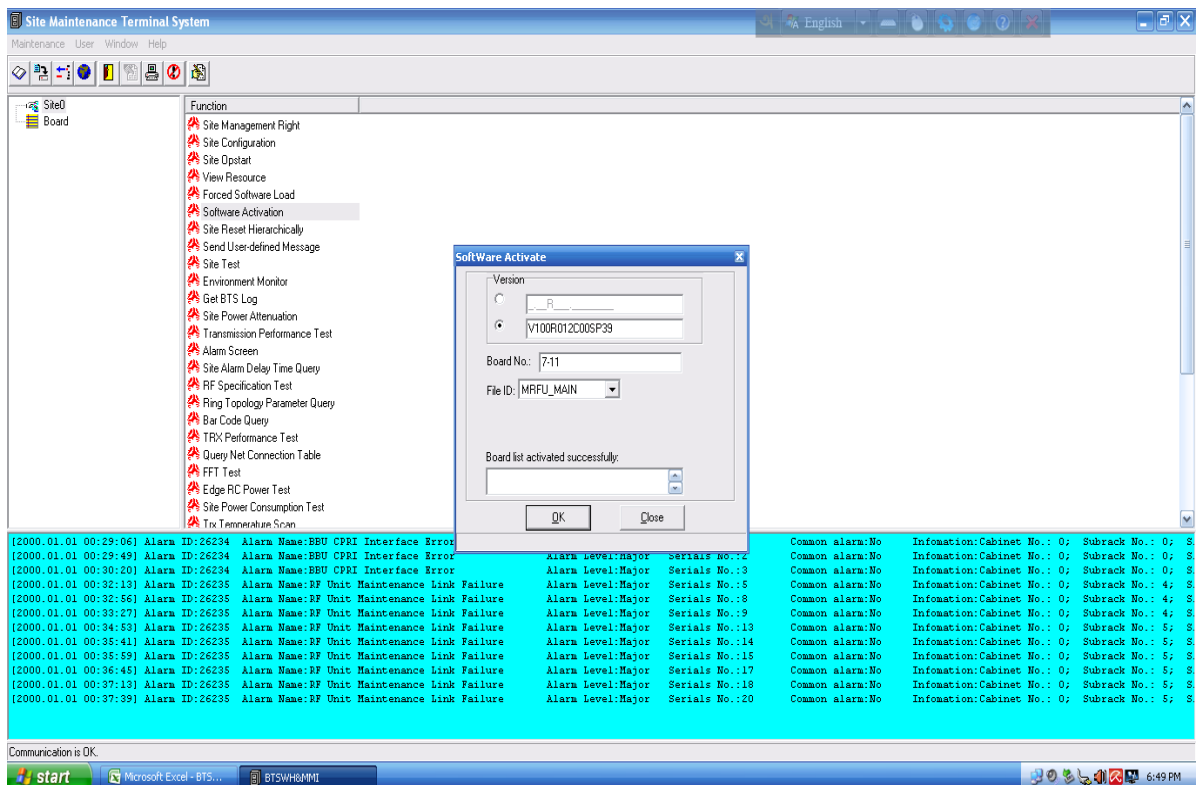 Site Maintenance Terminal System
English
Maintenance User Window Help
Site0
Board
Function
Site Management Right
Site Configuration
Site Opstart
View Resource
Forced Software Load
Software Activation
Site Reset Hierarchically
Send User-defined Message
Site Test
Environment Monitor
Get BTS Log
Site Power Attenuation
Transmission Performance Test
Alarm Screen
Site Alarm Delay Time Query
RF Specification Test
Ring Topology Parameter Query
Bar Code Query
TRX Performance Test
Query Net Connection Table
FFT Test
Edge RC Power Test
Site Power Consumption Test
Trx Temperature Scan
SoftWare Activate
Version
_.__R___.________
V100R012C00SP39
Board No.: 7-11
File ID: MRFU_MAIN
Board list activated successfully:
OK Close
[2000.01.01 00:29:06] Alarm ID:26234 Alarm Name:BBU CPRI Interface Error Common alarm:No Infomation:Cabinet No.: 0; Subrack No.: 0; S
[2000.01.01 00:29:49] Alarm ID:26234 Alarm Name:BBU CPRI Interface Error Alarm Level:Major Serials No.:2 Common alarm:No Infomation:Cabinet No.: 0; Subrack No.: 0; S
[2000.01.01 00:30:20] Alarm ID:26234 Alarm Name:BBU CPRI Interface Error Alarm Level:Major Serials No.:3 Common alarm:No Infomation:Cabinet No.: 0; Subrack No.: 0; S
[2000.01.01 00:32:13] Alarm ID:26235 Alarm Name:RF Unit Maintenance Link Failure Alarm Level:Major Serials No.:5 Common alarm:No Infomation:Cabinet No.: 0; Subrack No.: 4; S
[2000.01.01 00:32:56] Alarm ID:26235 Alarm Name:RF Unit Maintenance Link Failure Alarm Level:Major Serials No.:8 Common alarm:No Infomation:Cabinet No.: 0; Subrack No.: 4; S
[2000.01.01 00:33:27] Alarm ID:26235 Alarm Name:RF Unit Maintenance Link Failure Alarm Level:Major Serials No.:9 Common alarm:No Infomation:Cabinet No.: 0; Subrack No.: 4; S
[2000.01.01 00:34:53] Alarm ID:26235 Alarm Name:RF Unit Maintenance Link Failure Alarm Level:Major Serials No.:13 Common alarm:No Infomation:Cabinet No.: 0; Subrack No.: 5; S
[2000.01.01 00:35:41] Alarm ID:26235 Alarm Name:RF Unit Maintenance Link Failure Alarm Level:Major Serials No.:14 Common alarm:No Infomation:Cabinet No.: 0; Subrack No.: 5; S
[2000.01.01 00:35:59] Alarm ID:26235 Alarm Name:RF Unit Maintenance Link Failure Alarm Level:Major Serials No.:15 Common alarm:No Infomation:Cabinet No.: 0; Subrack No.: 5; S
[2000.01.01 00:36:45] Alarm ID:26235 Alarm Name:RF Unit Maintenance Link Failure Alarm Level:Major Serials No.:17 Common alarm:No Infomation:Cabinet No.: 0; Subrack No.: 5; S
[2000.01.01 00:37:13] Alarm ID:26235 Alarm Name:RF Unit Maintenance Link Failure Alarm Level:Major Serials No.:18 Common alarm:No Infomation:Cabinet No.: 0; Subrack No.: 5; S
[2000.01.01 00:37:39] Alarm ID:26235 Alarm Name:RF Unit Maintenance Link Failure Alarm Level:Major Serials No.:20 Common alarm:No Infomation:Cabinet No.: 0; Subrack No.: 5; S
Communication is OK.
start Microsoft Excel - BTS... BTSWH&MMI 6:49 PM